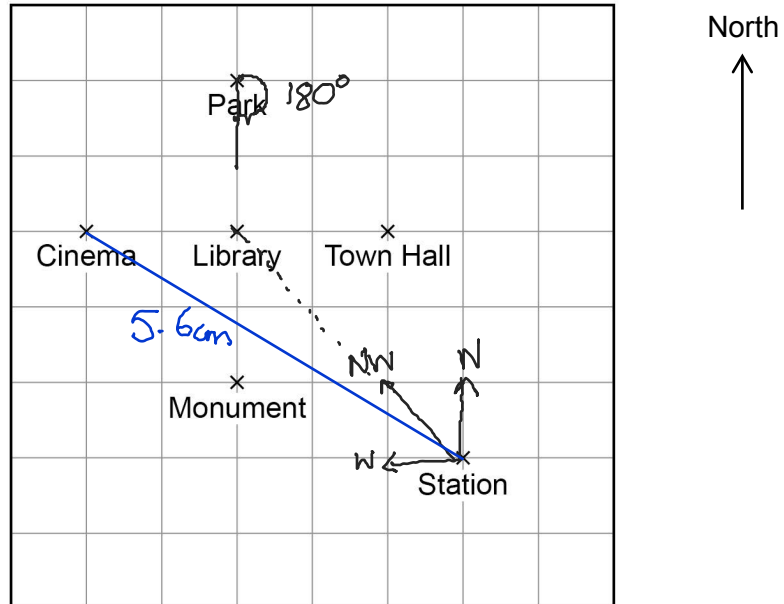 North
Park 180°
Cinema Library Town Hall
5.6cm
NW N
Monument
W
Station